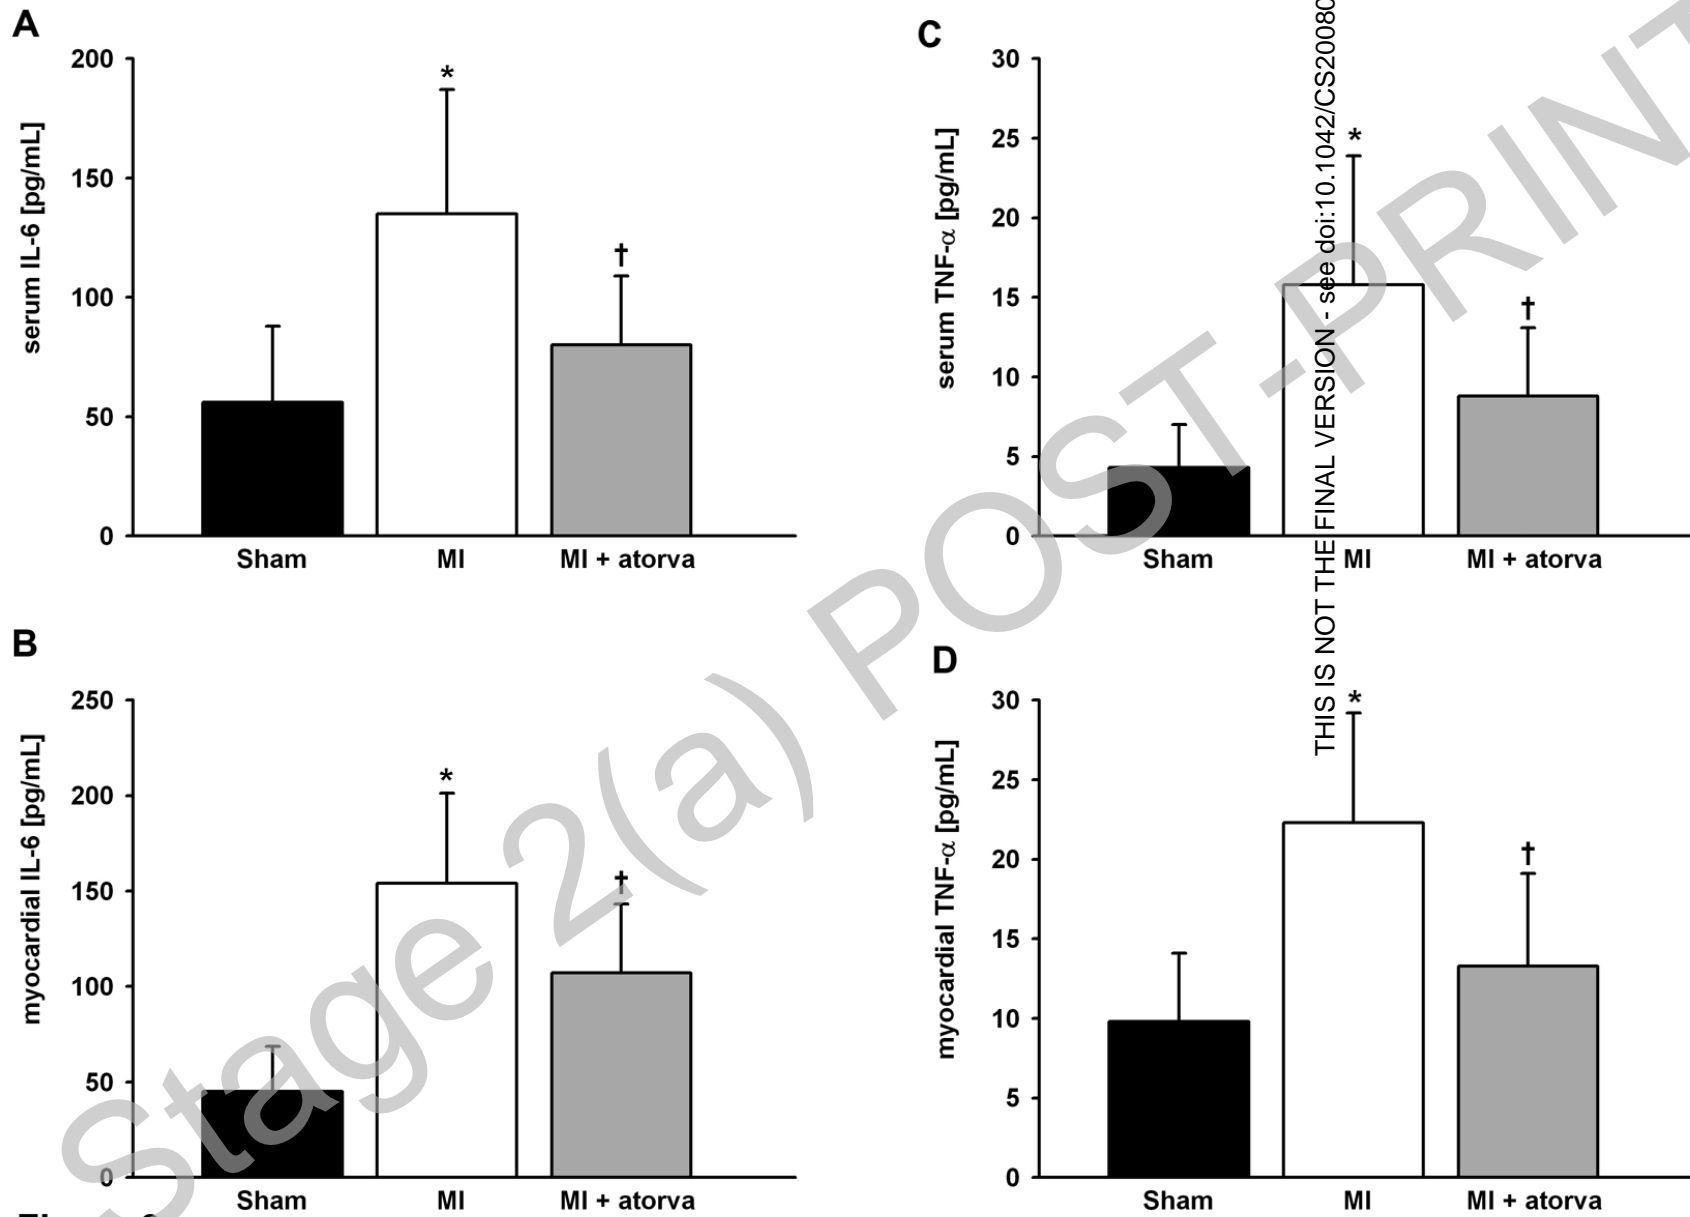 A
200
150
100
50
0
serum IL-6 [pg/mL]
*
†
Sham MI MI + atorva
C
30
25
20
15
10
5
0
serum TNF-α [pg/mL]
*
†
Sham MI MI + atorva
B
250
200
150
100
50
0
myocardial IL-6 [pg/mL]
*
†
Sham MI MI + atorva
D
30
25
20
15
10
5
0
myocardial TNF-α [pg/mL]
*
†
Sham MI MI + atorva
THIS IS NOT THE FINAL VERSION - see doi:10.1042/CS20080
Stage 2(a) POST-PRINT